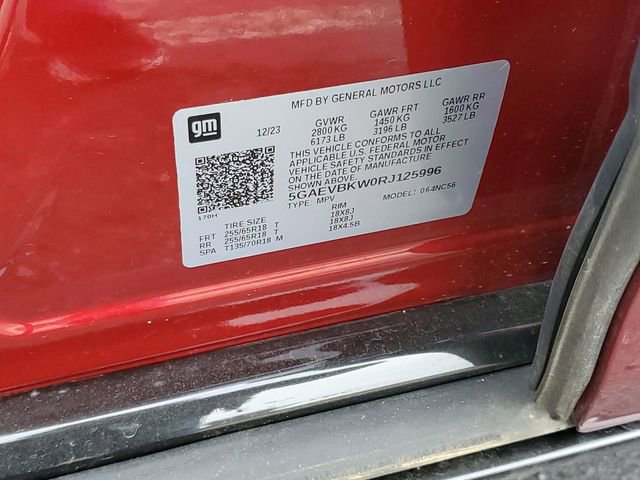 MFD BY GENERAL MOTORS LLC
gm
12/23
GVWR GAWR FRT GAWR RR
2800 KG 1450 KG 1600 KG
6173 LB 3196 LB 3527 LB
THIS VEHICLE CONFORMS TO ALL
APPLICABLE U.S. FEDERAL MOTOR
VEHICLE SAFETY STANDARDS IN EFFECT
ON THE DATE OF MANUFACTURE
SHOWN ABOVE.
5GAEVBKW0RJ125996
TYPE: MPV MODEL: 064NC56
170H
TIRE SIZE RIM
FRT 255/65R18 T 18X8J
RR 255/65R18 T 18X8J
SPA T135/70R18 M 18X4.5B